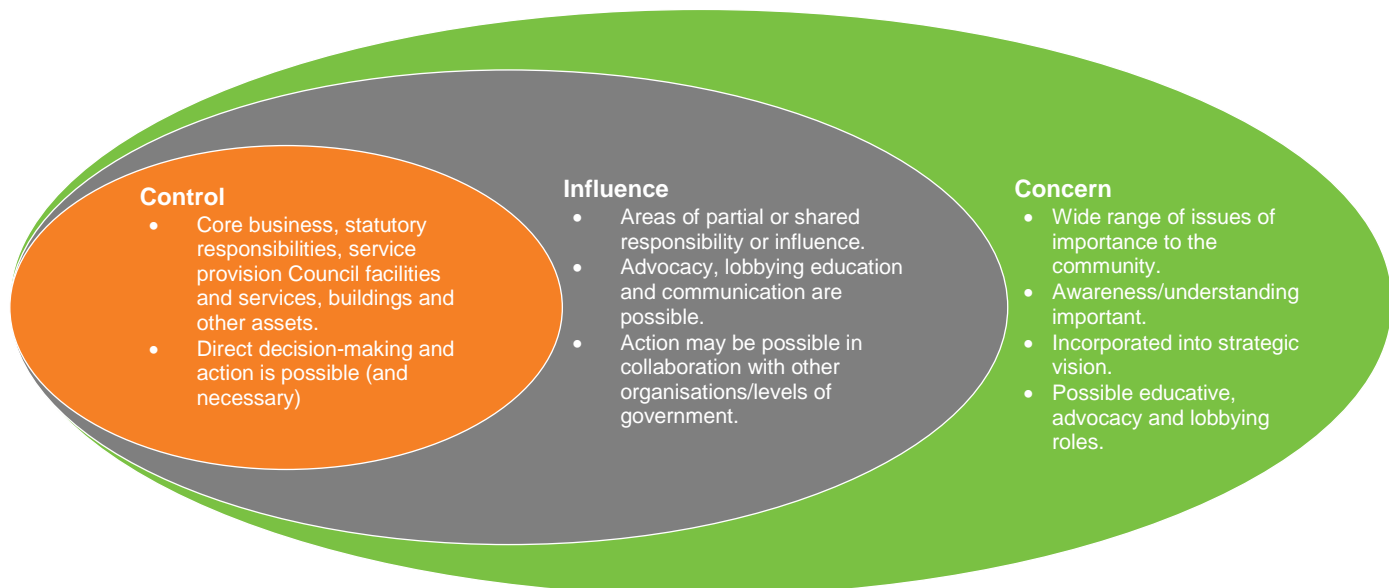 Control
• Core business, statutory
responsibilities, service
provision Council facilities
and services, buildings and
other assets.
• Direct decision-making and
action is possible (and
necessary)
Influence
• Areas of partial or shared
responsibility or influence.
• Advocacy, lobbying education
and communication are
possible.
• Action may be possible in
collaboration with other
organisations/levels of
government.
Concern
• Wide range of issues of
importance to the
community.
• Awareness/understanding
important.
• Incorporated into strategic
vision.
• Possible educative,
advocacy and lobbying
roles.